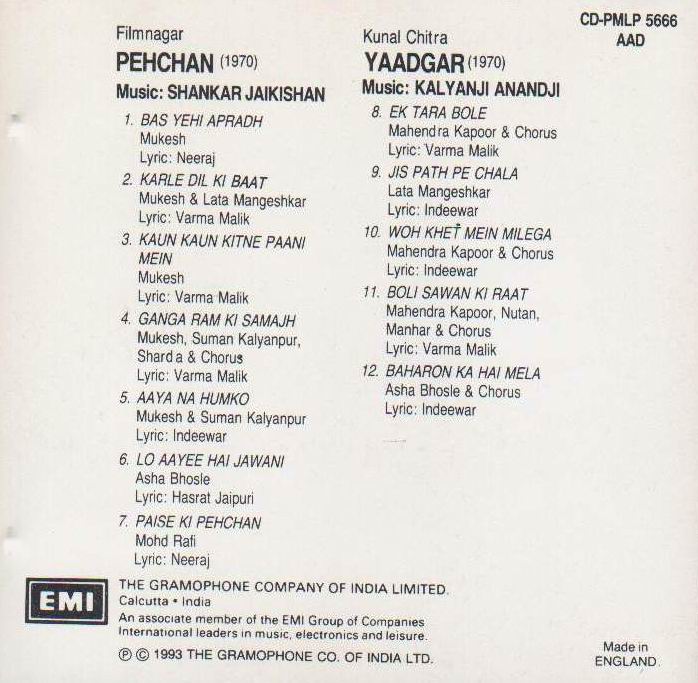 CD-PMLP 5666
AAD
Filmnagar
PEHCHAN (1970)
Music: SHANKAR JAIKISHAN
1. BAS YEHI APRADH
Mukesh
Lyric: Neeraj
2. KARLE DIL KI BAAT
Mukesh & Lata Mangeshkar
Lyric: Varma Malik
3. KAUN KAUN KITNE PAANI
MEIN
Mukesh
Lyric: Varma Malik
4. GANGA RAM KI SAMAJH
Mukesh, Suman Kalyanpur,
Sharda & Chorus
Lyric: Varma Malik
5. AAYA NA HUMKO
Mukesh & Suman Kalyanpur
Lyric: Indeewar
6. LO AAYEE HAI JAWANI
Asha Bhosle
Lyric: Hasrat Jaipuri
7. PAISE KI PEHCHAN
Mohd Rafi
Lyric: Neeraj
Kunal Chitra
YAADGAR (1970)
Music: KALYANJI ANANDJI
8. EK TARA BOLE
Mahendra Kapoor & Chorus
Lyric: Varma Malik
9. JIS PATH PE CHALA
Lata Mangeshkar
Lyric: Indeewar
10. WOH KHET MEIN MILEGA
Mahendra Kapoor & Chorus
Lyric: Indeewar
11. BOLI SAWAN KI RAAT
Mahendra Kapoor, Nutan,
Manhar & Chorus
Lyric: Varma Malik
12. BAHARON KA HAI MELA
Asha Bhosle & Chorus
Lyric: Indeewar
EMI
THE GRAMOPHONE COMPANY OF INDIA LIMITED.
Calcutta • India
An associate member of the EMI Group of Companies
International leaders in music, electronics and leisure.
℗ © 1993 THE GRAMOPHONE CO. OF INDIA LTD.
Made in
ENGLAND.